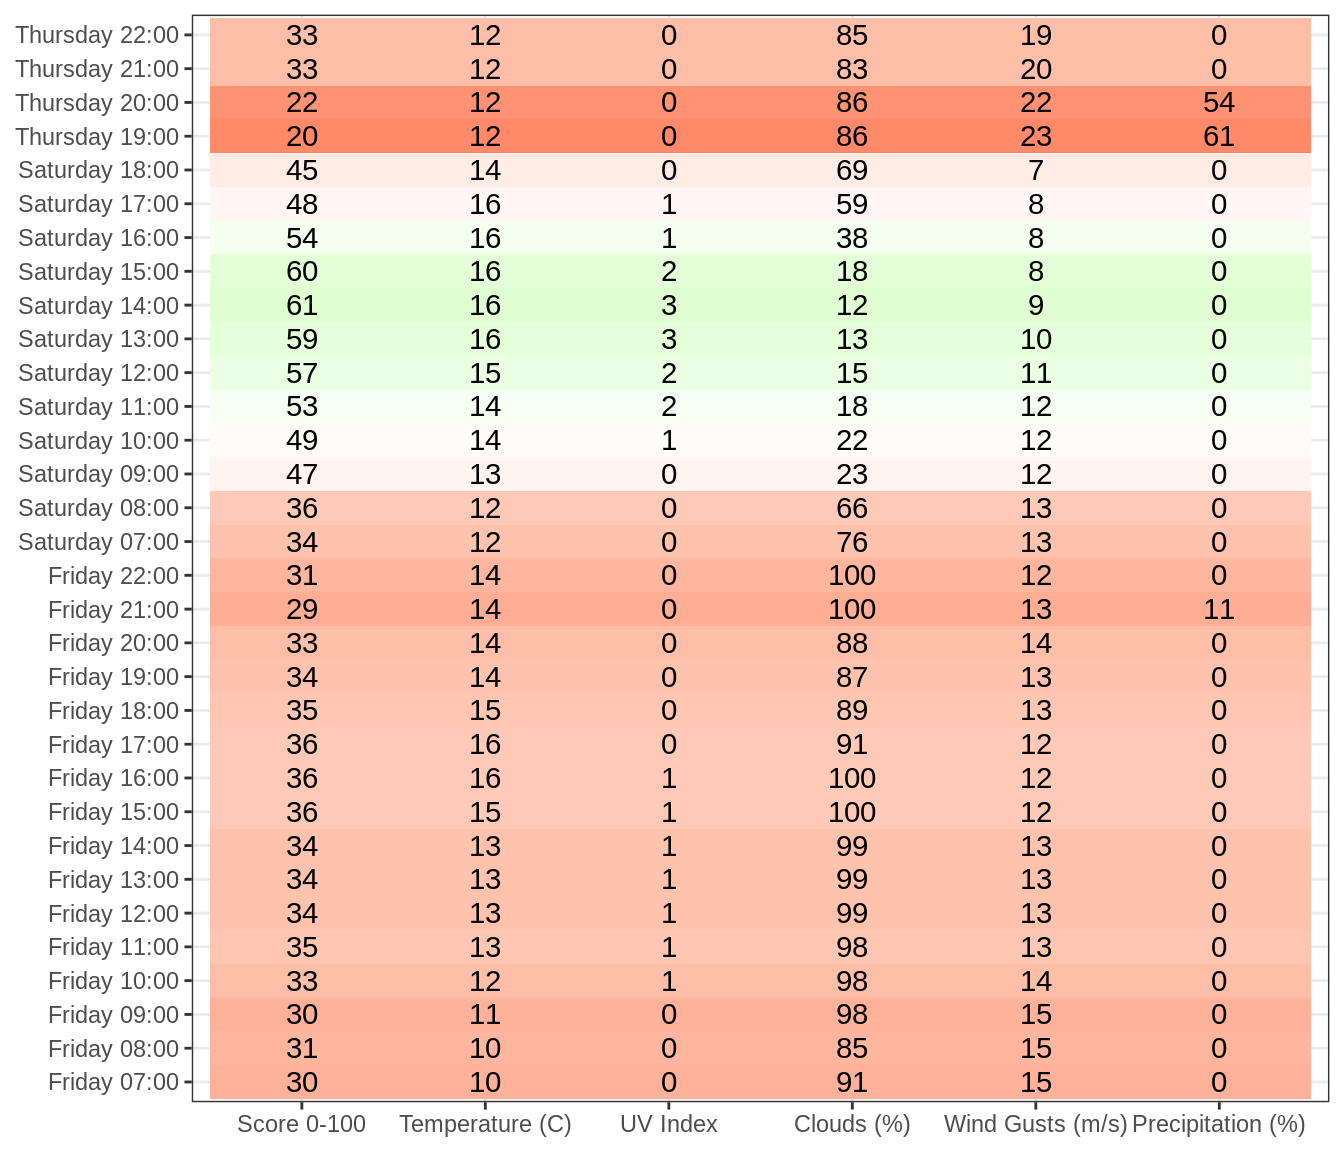 Thursday 22:00 33 12 0 85 19 0
Thursday 21:00 33 12 0 83 20 0
Thursday 20:00 22 12 0 86 22 54
Thursday 19:00 20 12 0 86 23 61
Saturday 18:00 45 14 0 69 7 0
Saturday 17:00 48 16 1 59 8 0
Saturday 16:00 54 16 1 38 8 0
Saturday 15:00 60 16 2 18 8 0
Saturday 14:00 61 16 3 12 9 0
Saturday 13:00 59 16 3 13 10 0
Saturday 12:00 57 15 2 15 11 0
Saturday 11:00 53 14 2 18 12 0
Saturday 10:00 49 14 1 22 12 0
Saturday 09:00 47 13 0 23 12 0
Saturday 08:00 36 12 0 66 13 0
Saturday 07:00 34 12 0 76 13 0
Friday 22:00 31 14 0 100 12 0
Friday 21:00 29 14 0 100 13 11
Friday 20:00 33 14 0 88 14 0
Friday 19:00 34 14 0 87 13 0
Friday 18:00 35 15 0 89 13 0
Friday 17:00 36 16 0 91 12 0
Friday 16:00 36 16 1 100 12 0
Friday 15:00 36 15 1 100 12 0
Friday 14:00 34 13 1 99 13 0
Friday 13:00 34 13 1 99 13 0
Friday 12:00 34 13 1 99 13 0
Friday 11:00 35 13 1 98 13 0
Friday 10:00 33 12 1 98 14 0
Friday 09:00 30 11 0 98 15 0
Friday 08:00 31 10 0 85 15 0
Friday 07:00 30 10 0 91 15 0
Score 0-100 Temperature (C) UV Index Clouds (%) Wind Gusts (m/s) Precipitation (%)